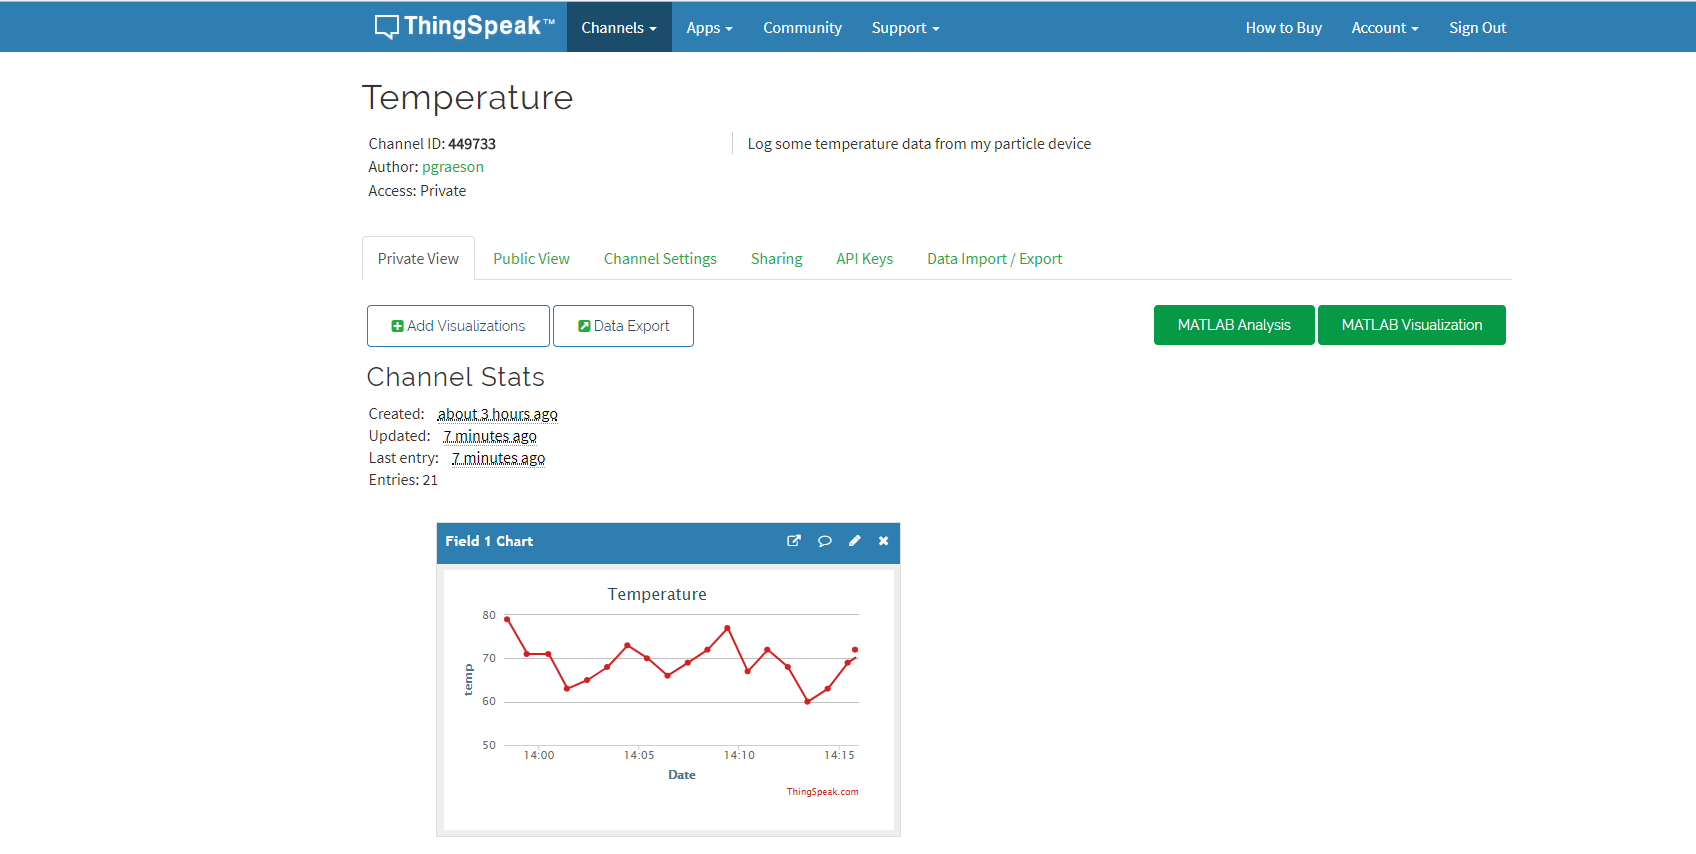 ThingSpeak™ Channels Apps Community Support How to Buy Account Sign Out
Temperature
Channel ID: 449733
Author: pgraeson
Access: Private
Log some temperature data from my particle device
Private View Public View Channel Settings Sharing API Keys Data Import / Export
Add Visualizations Data Export MATLAB Analysis MATLAB Visualization
Channel Stats
Created: about 3 hours ago
Updated: 7 minutes ago
Last entry: 7 minutes ago
Entries: 21
Field 1 Chart
Temperature
80
70
60
50
temp
14:00 14:05 14:10 14:15
Date
ThingSpeak.com